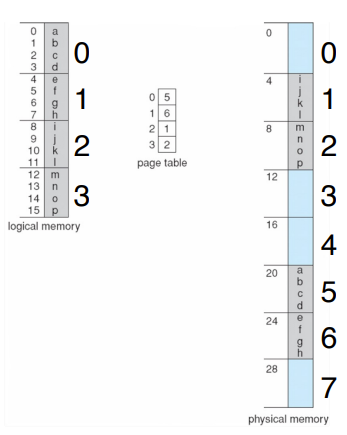 0 a
1 b
2 c
3 d
0
4 e
5 f
6 g
7 h
1
8 i
9 j
10 k
11 l
2
12 m
13 n
14 o
15 p
3
logical memory
0 5
1 6
2 1
3 2
page table
0
0
4 i
j
k
l
1
8 m
n
o
p
2
12
3
16
4
20 a
b
c
d
5
24 e
f
g
h
6
28
7
physical memory